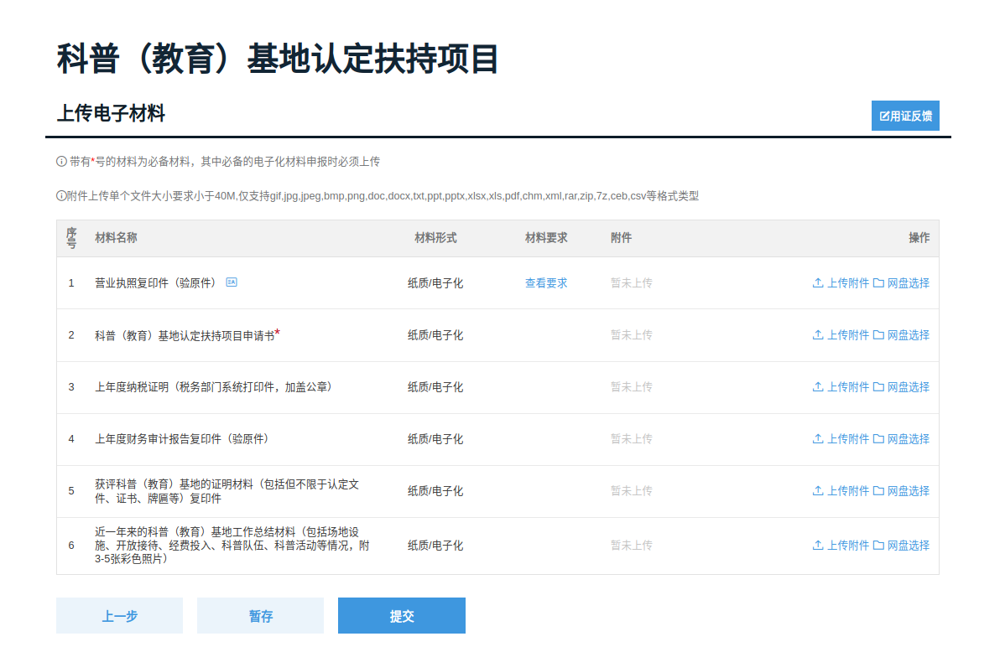 科普（教育）基地认定扶持项目
上传电子材料
用证反馈
带有*号的材料为必备材料，其中必备的电子化材料申报时必须上传
附件上传单个文件大小要求小于40M,仅支持gif,jpg,jpeg,bmp,png,doc,docx,txt,ppt,pptx,xlsx,xls,pdf,chm,xml,rar,zip,7z,ceb,csv等格式类型
序号 材料名称 材料形式 材料要求 附件 操作
1 营业执照复印件（验原件） 纸质/电子化 查看要求 暂未上传 上传附件 网盘选择
2 科普（教育）基地认定扶持项目申请书* 纸质/电子化 暂未上传 上传附件 网盘选择
3 上年度纳税证明（税务部门系统打印件，加盖公章） 纸质/电子化 暂未上传 上传附件 网盘选择
4 上年度财务审计报告复印件（验原件） 纸质/电子化 暂未上传 上传附件 网盘选择
获评科普（教育）基地的证明材料（包括但不限于认定文
5 件、证书、牌匾等）复印件 纸质/电子化 暂未上传 上传附件 网盘选择
近一年来的科普（教育）基地工作总结材料（包括场地设
6 施、开放接待、经费投入、科普队伍、科普活动等情况，附 纸质/电子化 暂未上传 上传附件 网盘选择
3-5张彩色照片）
上一步 暂存 提交